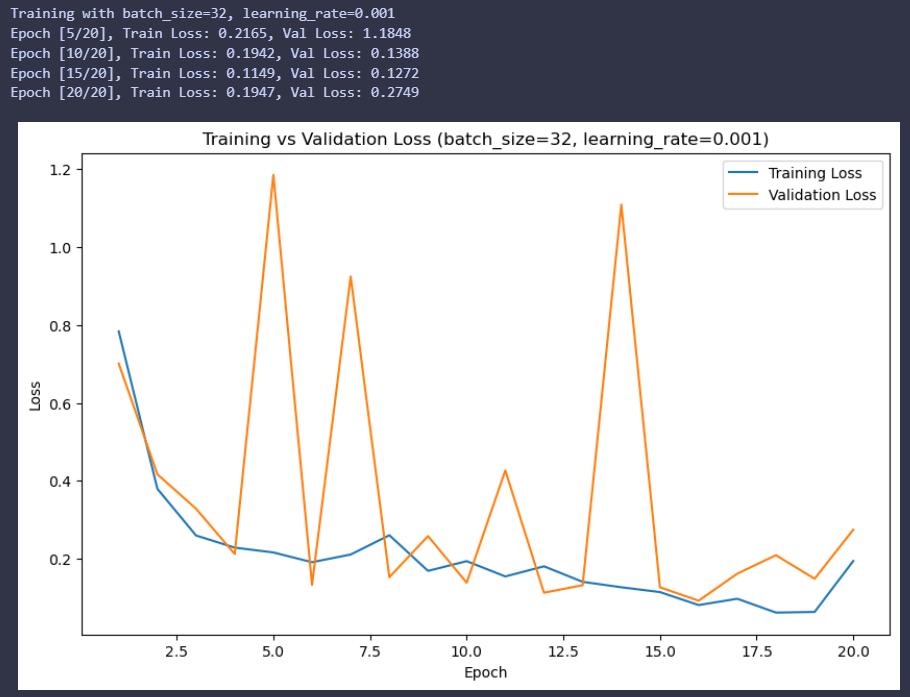 Training with batch_size=32, learning_rate=0.001
Epoch [5/20], Train Loss: 0.2165, Val Loss: 1.1848
Epoch [10/20], Train Loss: 0.1942, Val Loss: 0.1388
Epoch [15/20], Train Loss: 0.1149, Val Loss: 0.1272
Epoch [20/20], Train Loss: 0.1947, Val Loss: 0.2749
Training vs Validation Loss (batch_size=32, learning_rate=0.001)
Training Loss
Validation Loss
1.2
1.0
0.8
0.6
0.4
0.2
Loss
2.5 5.0 7.5 10.0 12.5 15.0 17.5 20.0
Epoch